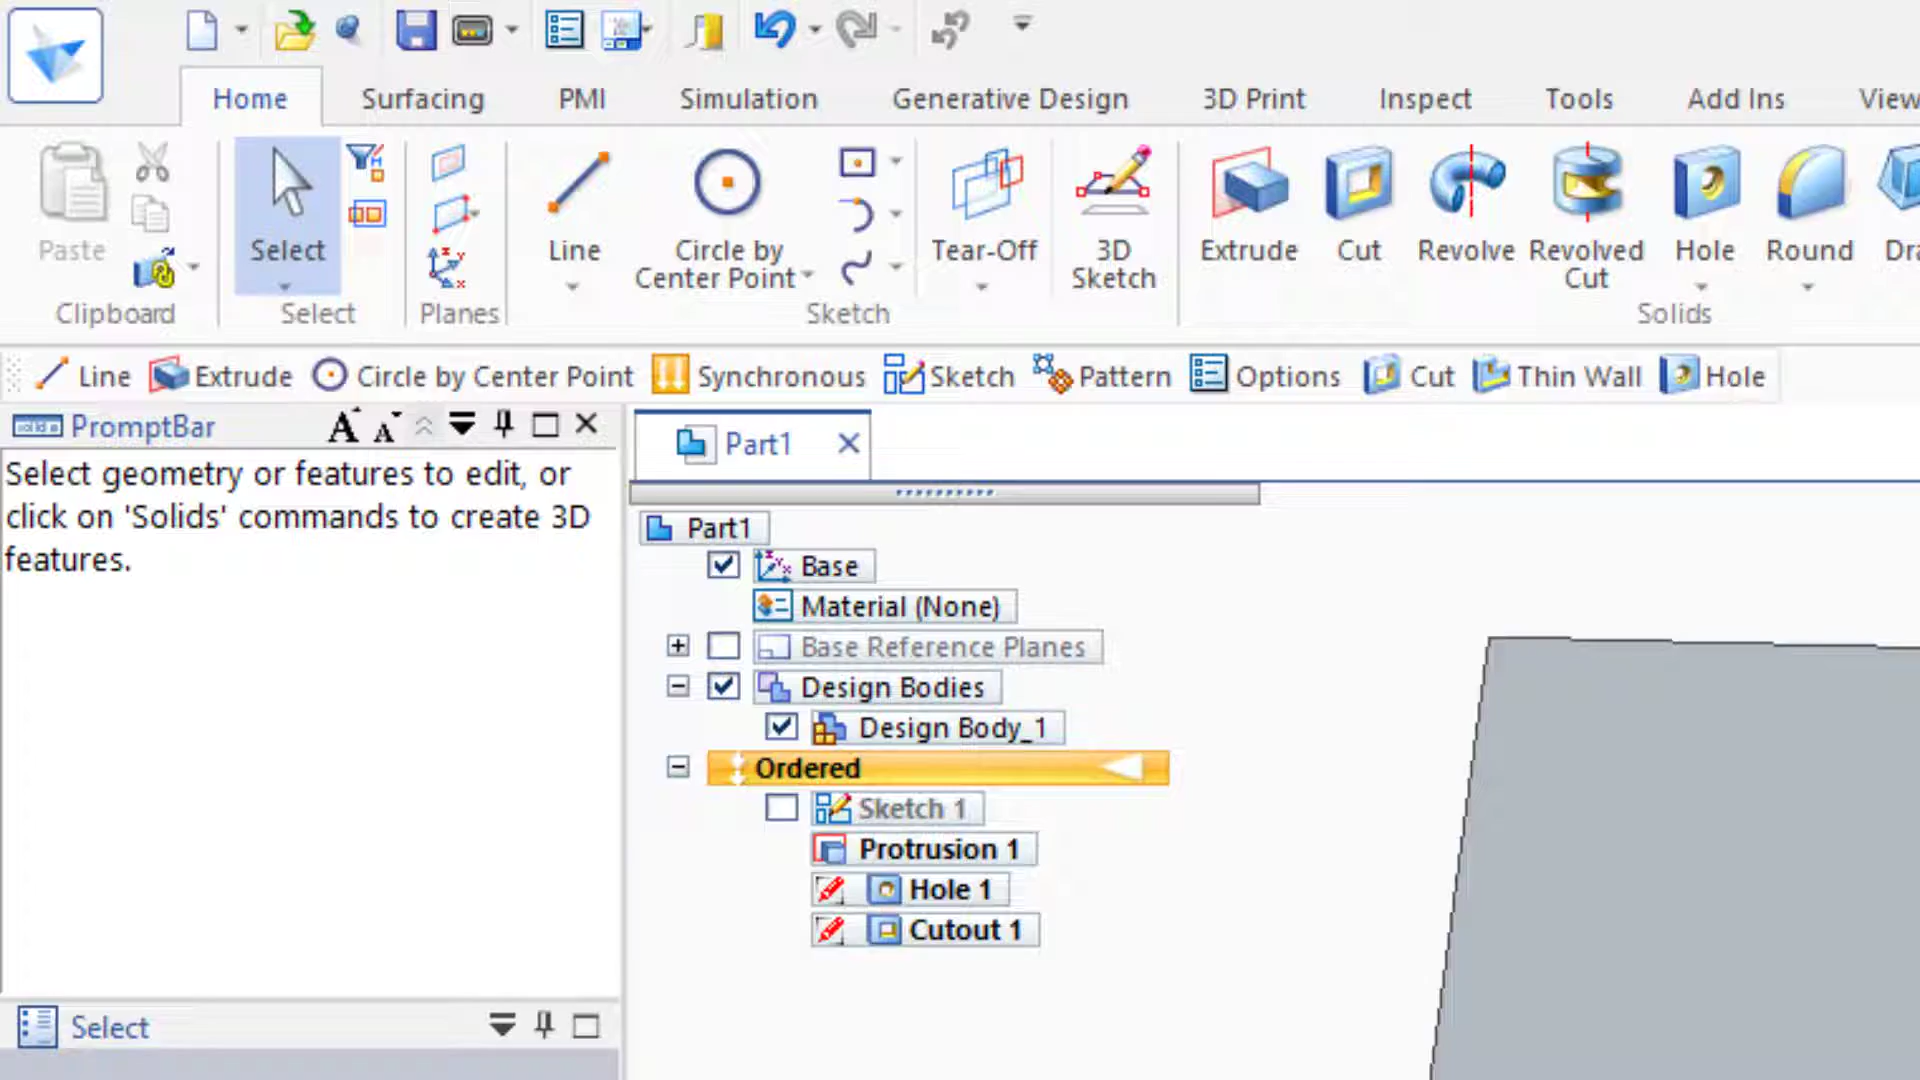 Home Surfacing PMI Simulation Generative Design 3D Print Inspect Tools Add Ins View
Paste
Clipboard
Select
Select
Planes
Line
Circle by
Center Point
Tear-Off
3D
Sketch
Sketch
Extrude
Cut
Revolve
Revolved
Cut
Hole
Round
Dra
Solids
Line Extrude Circle by Center Point Synchronous Sketch Pattern Options Cut Thin Wall Hole
PromptBar
Select geometry or features to edit, or
click on 'Solids' commands to create 3D
features.
Select
Part1
Part1
Base
Material (None)
Base Reference Planes
Design Bodies
Design Body_1
Ordered
Sketch 1
Protrusion 1
Hole 1
Cutout 1